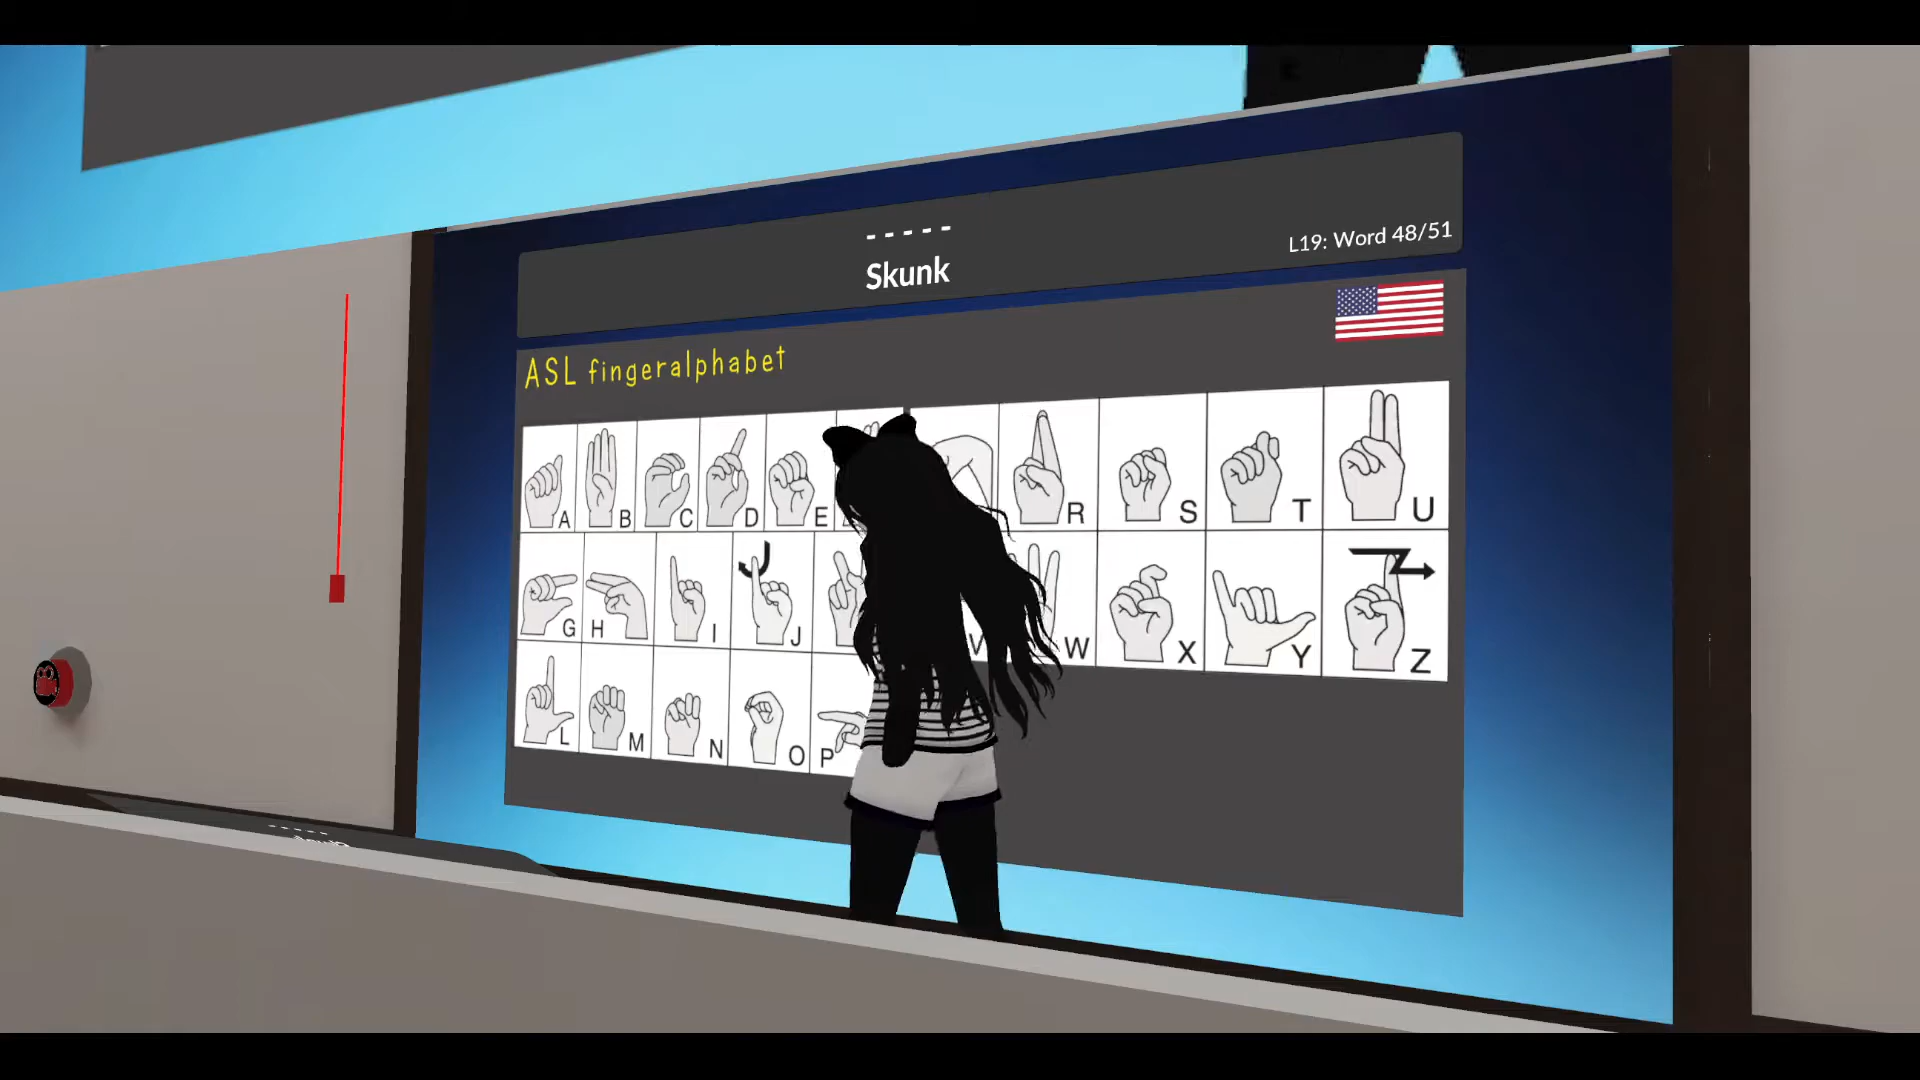 - - - - -
Skunk
L19: Word 48/51
ASL fingeralphabet
A B C D E R S T U
G H I J V W X Y Z
L M N O P